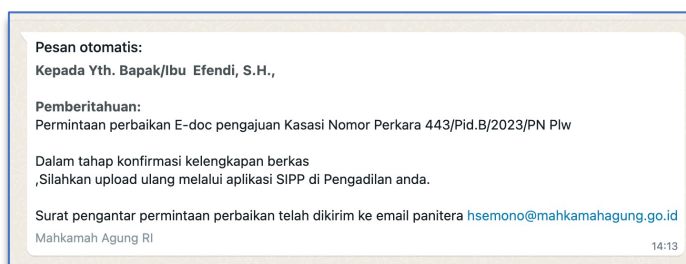 Pesan otomatis:
Kepada Yth. Bapak/Ibu Efendi, S.H.,
Pemberitahuan:
Permintaan perbaikan E-doc pengajuan Kasasi Nomor Perkara 443/Pid.B/2023/PN Plw
Dalam tahap konfirmasi kelengkapan berkas
,Silahkan upload ulang melalui aplikasi SIPP di Pengadilan anda.
Surat pengantar permintaan perbaikan telah dikirim ke email panitera hsemono@mahkamahagung.go.id
Mahkamah Agung RI
14:13